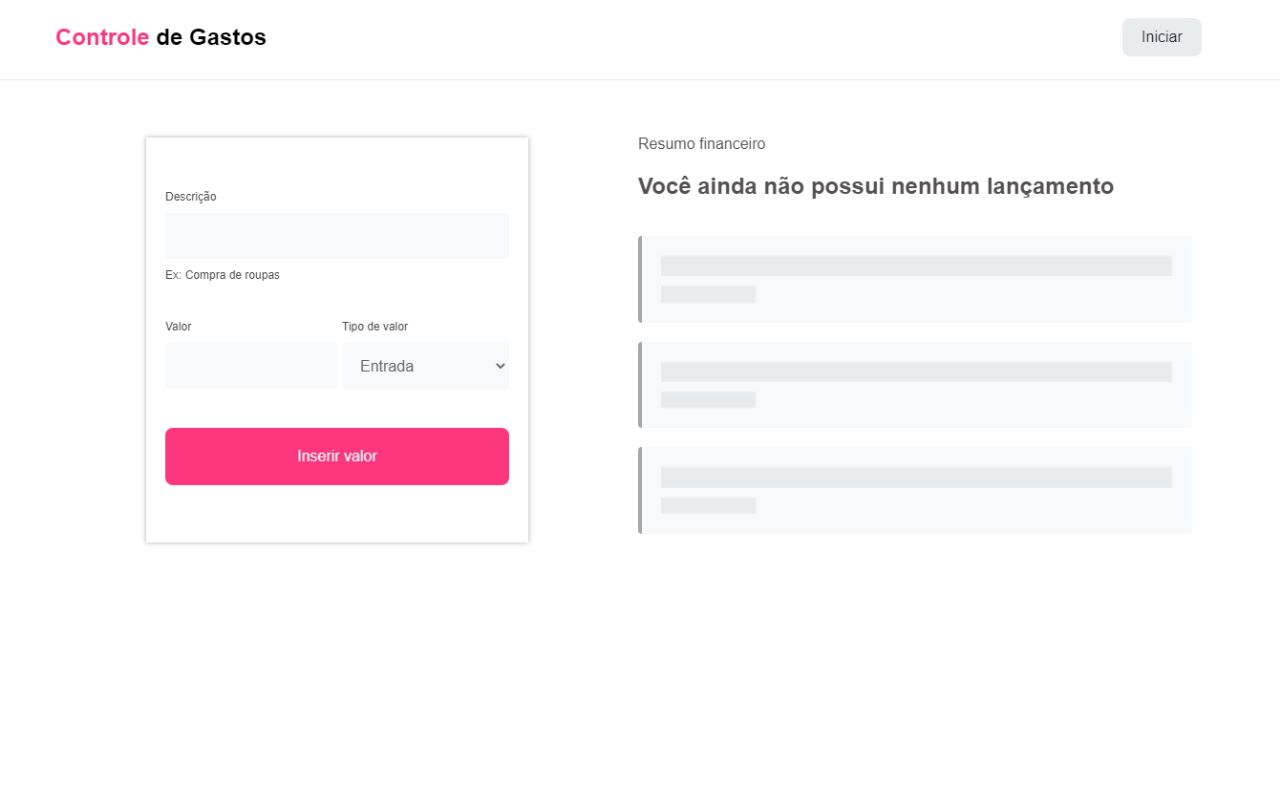 Controle de Gastos
Iniciar
Descrição
Ex: Compra de roupas
Valor
Tipo de valor
Entrada
Inserir valor
Resumo financeiro
Você ainda não possui nenhum lançamento